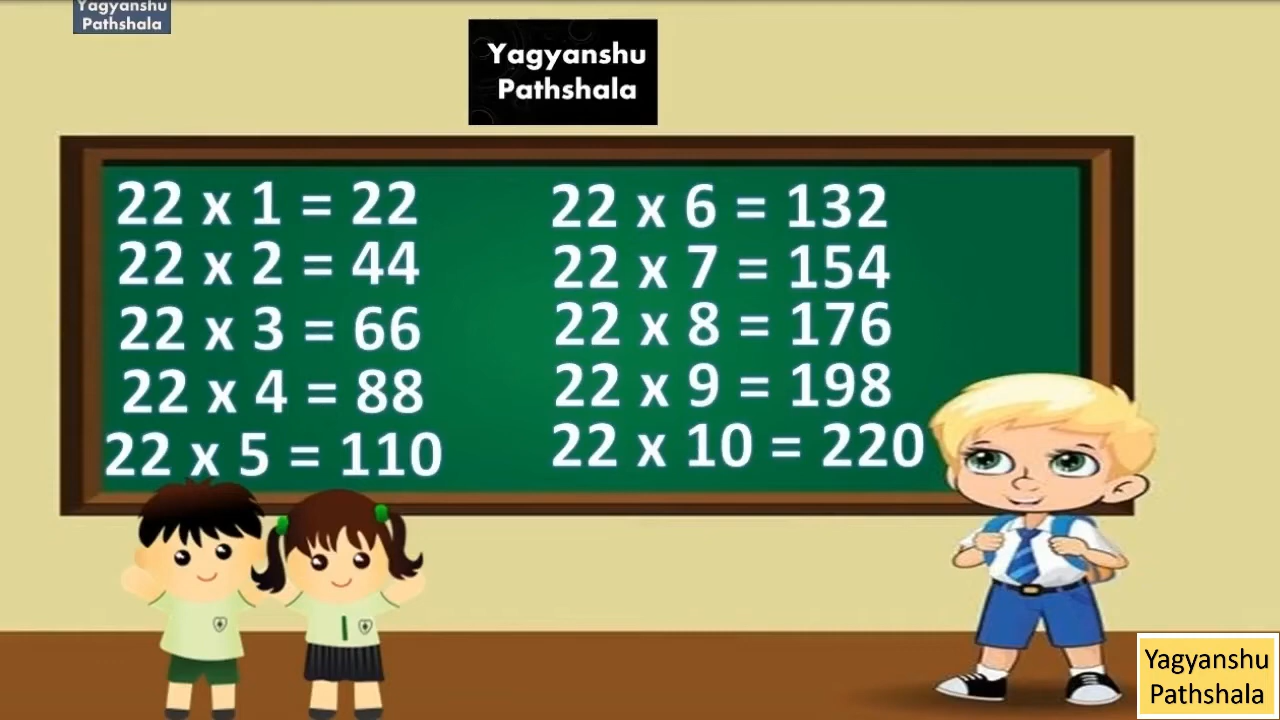 Yagyanshu
Pathshala
Yagyanshu
Pathshala
22 x 1 = 22
22 x 2 = 44
22 x 3 = 66
22 x 4 = 88
22 x 5 = 110
22 x 6 = 132
22 x 7 = 154
22 x 8 = 176
22 x 9 = 198
22 x 10 = 220
Yagyanshu
Pathshala